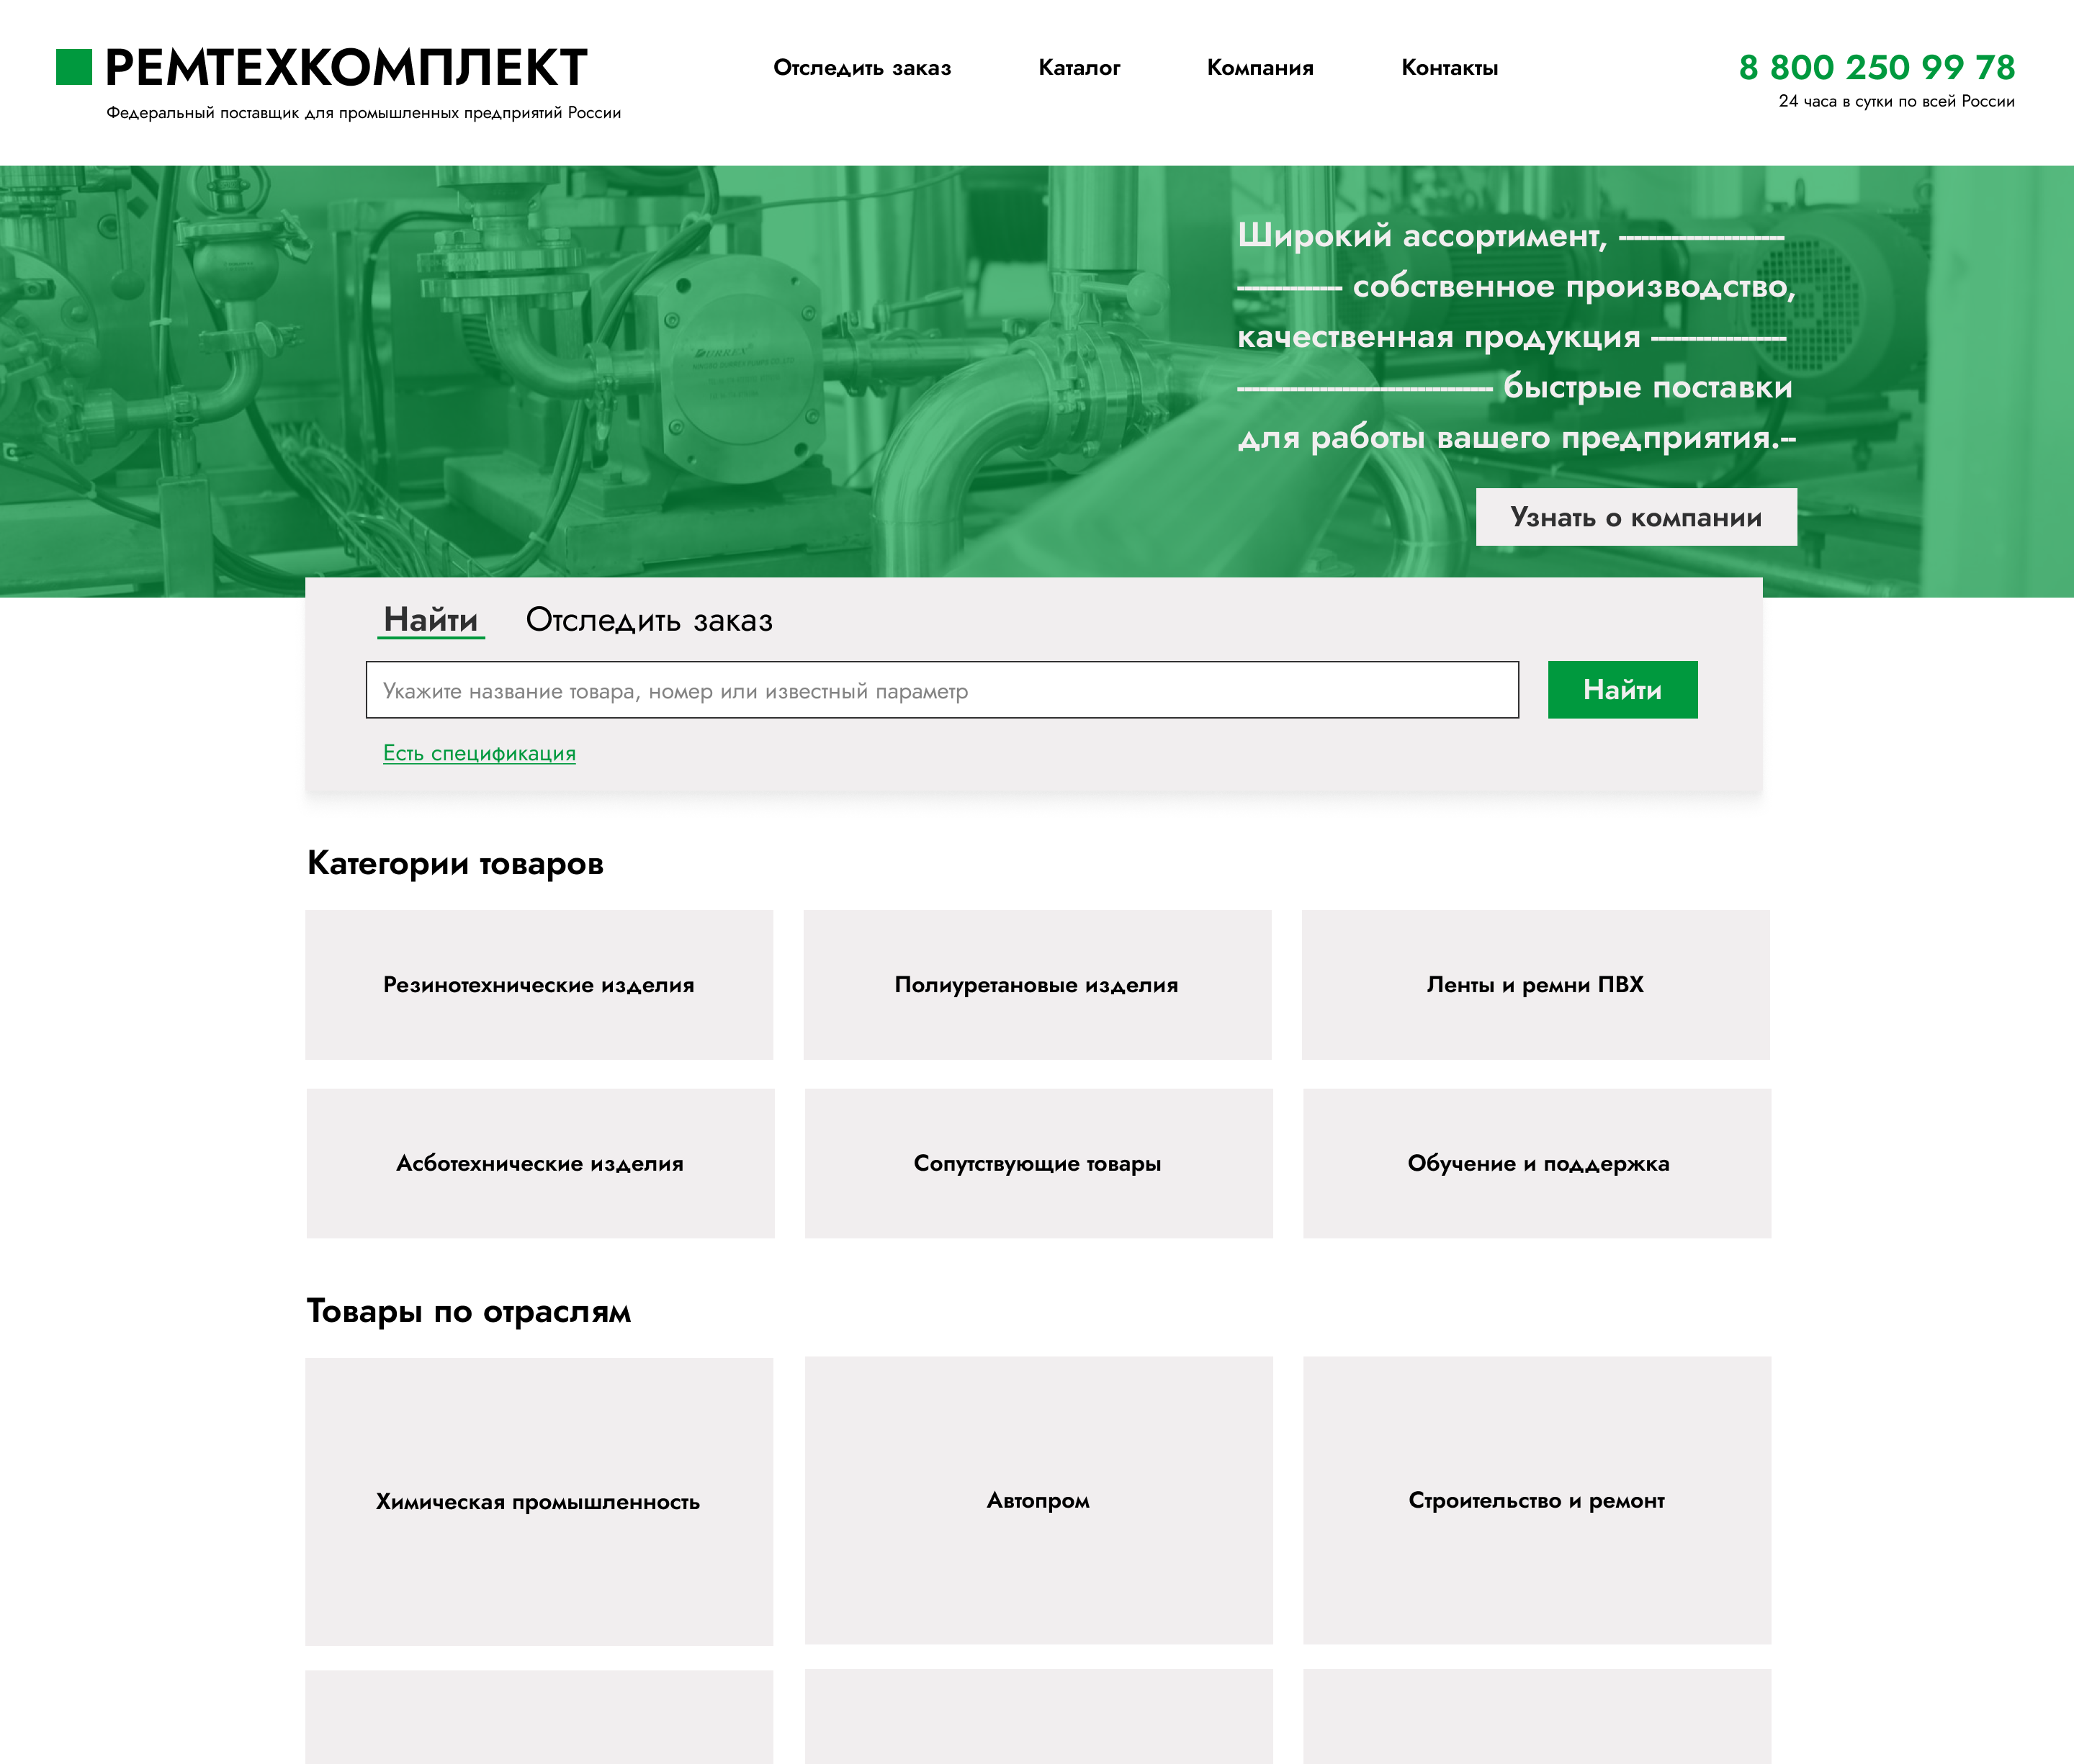 РЕМТЕХКОМПЛЕКТ
Федеральный поставщик для промышленных предприятий России
Отследить заказ
Каталог
Компания
Контакты
8 800 250 99 78
24 часа в сутки по всей России
Широкий ассортимент, ----------------------
-------------- собственное производство,
качественная продукция ------------------
---------------------------------- быстрые поставки
для работы вашего предприятия.--
DURREX
Узнать о компании
Найти
Отследить заказ
Укажите название товара, номер или известный параметр
Найти
Есть спецификация
Категории товаров
Резинотехнические изделия
Полиуретановые изделия
Ленты и ремни ПВХ
Асботехнические изделия
Сопутствующие товары
Обучение и поддержка
Товары по отраслям
Химическая промышленность
Автопром
Строительство и ремонт